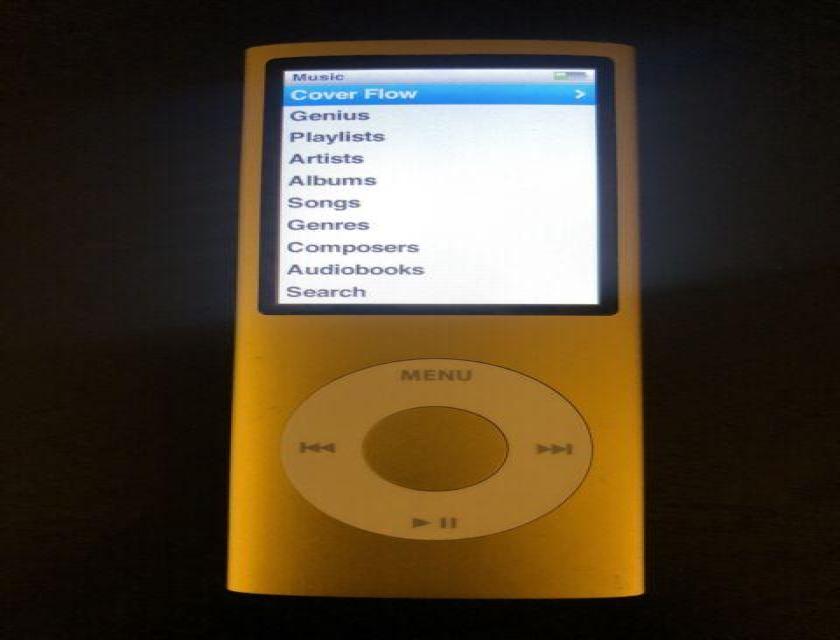 Music
Cover Flow
Genius
Playlists
Artists
Albums
Songs
Genres
Composers
Audiobooks
Search
MENU